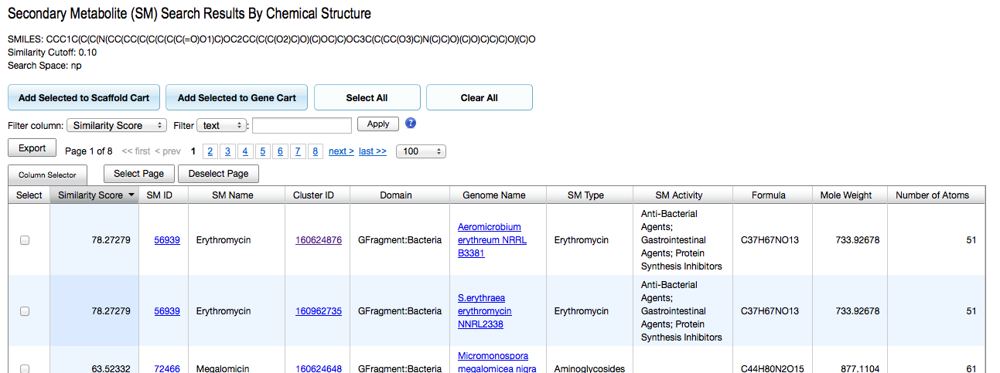 Secondary Metabolite (SM) Search Results By Chemical Structure
SMILES: CCC1C(C(C(N(CC(CC(C(C(C(C(C(=O)O1)C)OC2CC(C(C(O2)C)O)(C)OC)C)OC3C(C(CC(O3)C)N(C)C)O)(C)O)C)C)C)O)(C)O
Similarity Cutoff: 0.10
Search Space: np
Add Selected to Scaffold Cart Add Selected to Gene Cart Select All Clear All
Filter column: Similarity Score Filter text : Apply ?
Export Page 1 of 8 << first < prev 1 2 3 4 5 6 7 8 next > last >> 100
Column Selector Select Page Deselect Page
Select Similarity Score SM ID SM Name Cluster ID Domain Genome Name SM Type SM Activity Formula Mole Weight Number of Atoms
78.27279 56939 Erythromycin 160624876 GFragment:Bacteria
Aeromicrobium
erythreum NRRL
B3381
Erythromycin
Anti-Bacterial
Agents;
Gastrointestinal
Agents; Protein
Synthesis Inhibitors
C37H67NO13 733.92678 51
78.27279 56939 Erythromycin 160962735 GFragment:Bacteria
S.erythraea
erythromycin
NNRL2338
Erythromycin
Anti-Bacterial
Agents;
Gastrointestinal
Agents; Protein
Synthesis Inhibitors
C37H67NO13 733.92678 51
63.52332 72466 Megalomicin 160624648 GFragment:Bacteria
Micromonospora
megalomicea nigra
Aminoglycosides
C44H80N2O15 877.1104 61